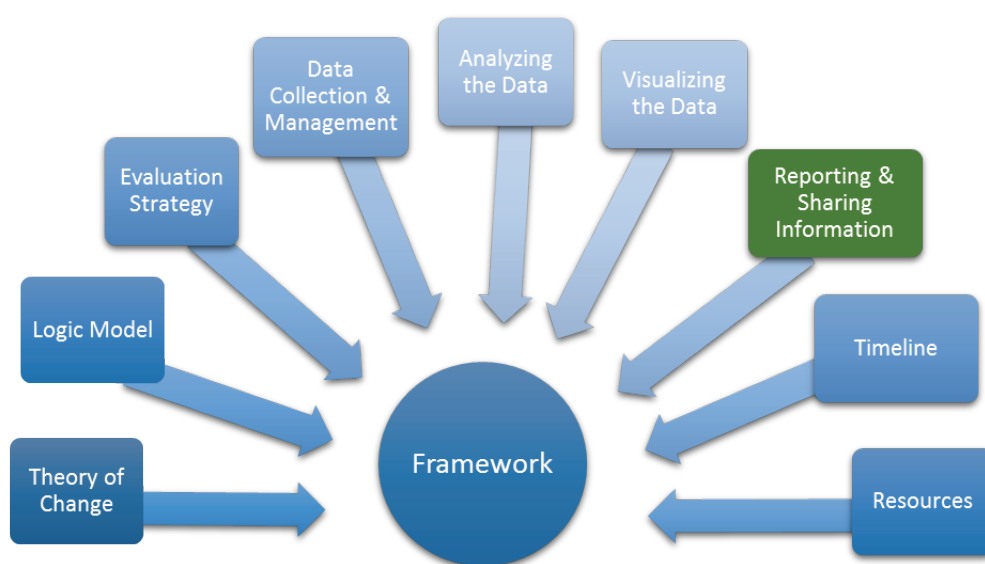 Theory of
Change
Logic Model
Evaluation
Strategy
Data
Collection &
Management
Analyzing
the Data
Visualizing
the Data
Reporting &
Sharing
Information
Timeline
Resources
Framework